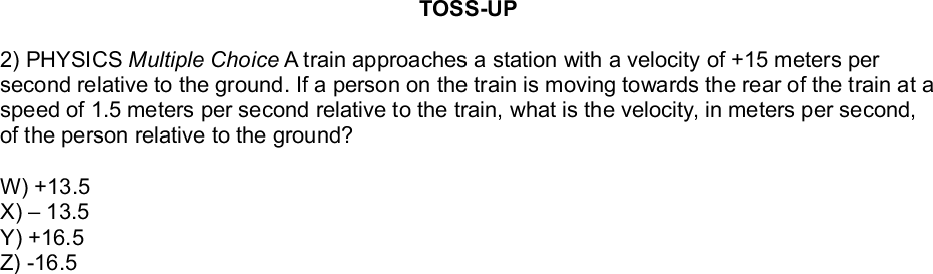 TOSS-UP
2) PHYSICS Multiple Choice A train approaches a station with a velocity of +15 meters per
second relative to the ground. If a person on the train is moving towards the rear of the train at a
speed of 1.5 meters per second relative to the train, what is the velocity, in meters per second,
of the person relative to the ground?
W) +13.5
X) – 13.5
Y) +16.5
Z) -16.5